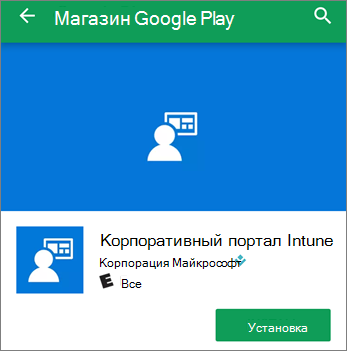 Магазин Google Play
Корпоративный портал Intune
Корпорация Майкрософт
E Все
Установка